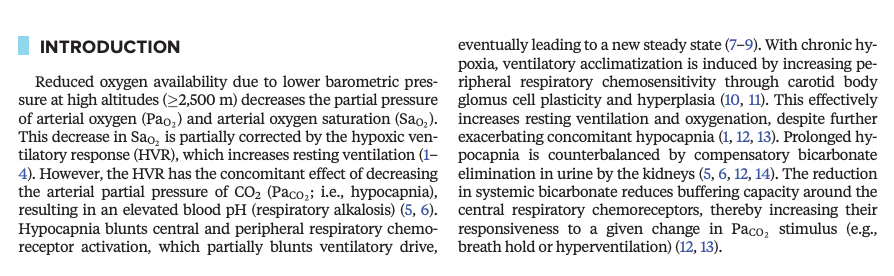 INTRODUCTION
Reduced oxygen availability due to lower barometric pres-
sure at high altitudes (≥2,500 m) decreases the partial pressure
of arterial oxygen (PaO₂) and arterial oxygen saturation (SaO₂).
This decrease in SaO₂ is partially corrected by the hypoxic ven-
tilatory response (HVR), which increases resting ventilation (1–
4). However, the HVR has the concomitant effect of decreasing
the arterial partial pressure of CO₂ (PaCO₂; i.e., hypocapnia),
resulting in an elevated blood pH (respiratory alkalosis) (5, 6).
Hypocapnia blunts central and peripheral respiratory chemo-
receptor activation, which partially blunts ventilatory drive,
eventually leading to a new steady state (7–9). With chronic hy-
poxia, ventilatory acclimatization is induced by increasing pe-
ripheral respiratory chemosensitivity through carotid body
glomus cell plasticity and hyperplasia (10, 11). This effectively
increases resting ventilation and oxygenation, despite further
exacerbating concomitant hypocapnia (1, 12, 13). Prolonged hy-
pocapnia is counterbalanced by compensatory bicarbonate
elimination in urine by the kidneys (5, 6, 12, 14). The reduction
in systemic bicarbonate reduces buffering capacity around the
central respiratory chemoreceptors, thereby increasing their
responsiveness to a given change in PaCO₂ stimulus (e.g.,
breath hold or hyperventilation) (12, 13).